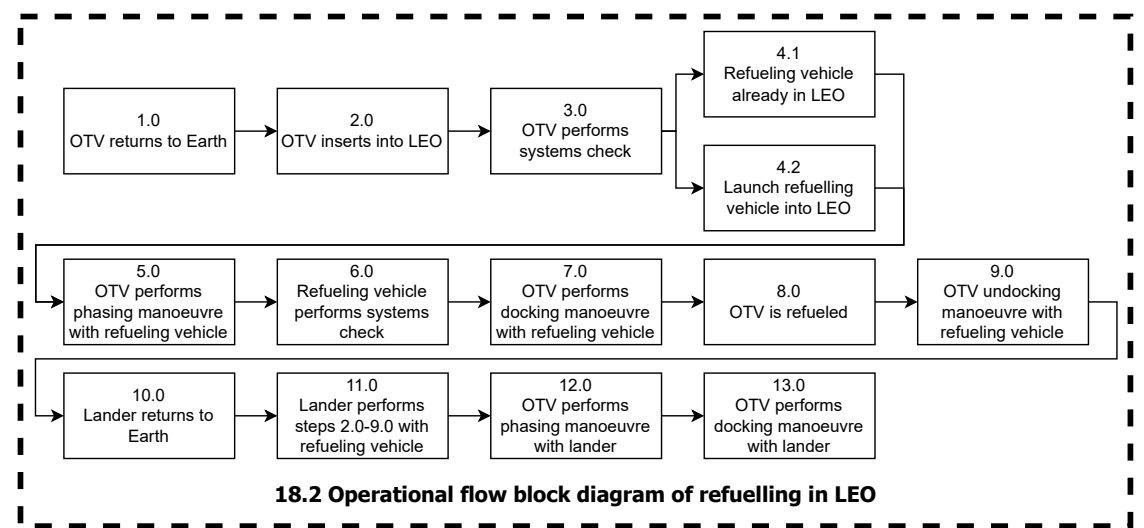 1.0
OTV returns to Earth
2.0
OTV inserts into LEO
3.0
OTV performs
systems check
4.1
Refueling vehicle
already in LEO
4.2
Launch refuelling
vehicle into LEO
5.0
OTV performs
phasing manoeuvre
with refueling vehicle
6.0
Refueling vehicle
performs systems
check
7.0
OTV performs
docking manoeuvre
with refueling vehicle
8.0
OTV is refueled
9.0
OTV undocking
manoeuvre with
refueling vehicle
10.0
Lander returns to
Earth
11.0
Lander performs
steps 2.0-9.0 with
refueling vehicle
12.0
OTV performs
phasing manoeuvre
with lander
13.0
OTV performs
docking manoeuvre
with lander
18.2 Operational flow block diagram of refuelling in LEO